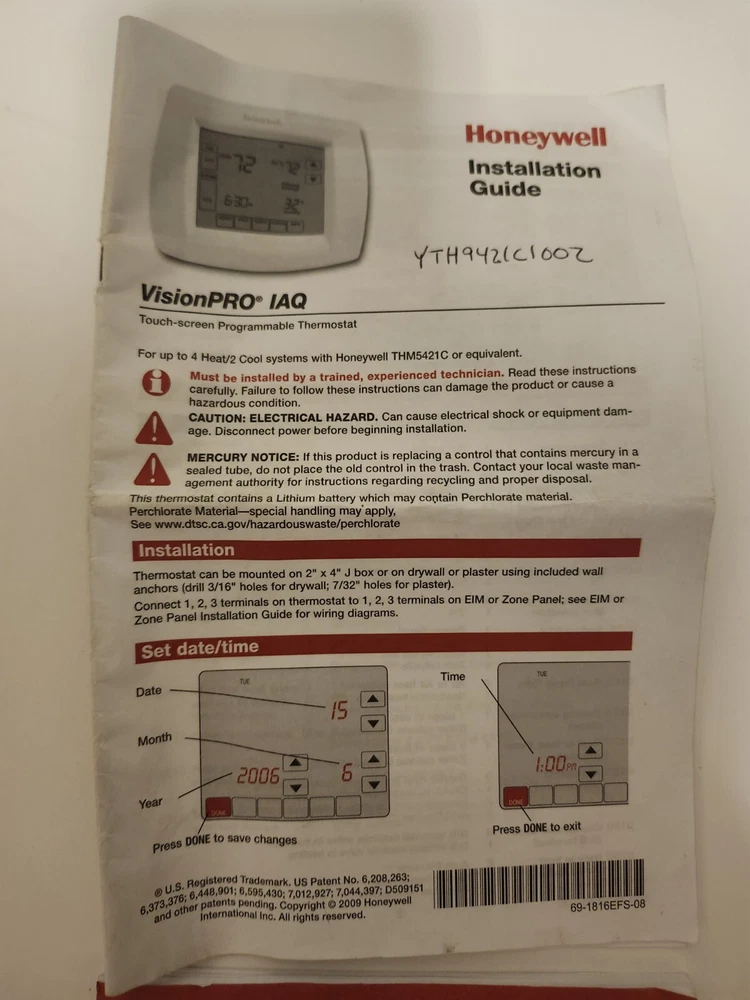 Honeywell
Installation
Guide
YTH9421C1002
72
72
6:30
32
VisionPRO® IAQ
Touch-screen Programmable Thermostat
For up to 4 Heat/2 Cool systems with Honeywell THM5421C or equivalent.
Must be installed by a trained, experienced technician. Read these instructions
carefully. Failure to follow these instructions can damage the product or cause a
hazardous condition.
CAUTION: ELECTRICAL HAZARD. Can cause electrical shock or equipment dam-
age. Disconnect power before beginning installation.
MERCURY NOTICE: If this product is replacing a control that contains mercury in a
sealed tube, do not place the old control in the trash. Contact your local waste man-
agement authority for instructions regarding recycling and proper disposal.
This thermostat contains a Lithium battery which may contain Perchlorate material.
Perchlorate Material—special handling may apply,
See www.dtsc.ca.gov/hazardouswaste/perchlorate
Installation
Thermostat can be mounted on 2" x 4" J box or on drywall or plaster using included wall
anchors (drill 3/16" holes for drywall; 7/32" holes for plaster).
Connect 1, 2, 3 terminals on thermostat to 1, 2, 3 terminals on EIM or Zone Panel; see EIM or
Zone Panel Installation Guide for wiring diagrams.
Set date/time
TUE
Date
15
Month
2006
6
Year
DONE
Press DONE to save changes
Time
TUE
1:00PM
DONE
Press DONE to exit
® U.S. Registered Trademark. US Patent No. 6,208,263;
6,373,376; 6,448,901; 6,595,430; 7,012,927; 7,044,397; D509151
and other patents pending. Copyright © 2009 Honeywell
International Inc. All rights reserved.
69-1816EFS-08